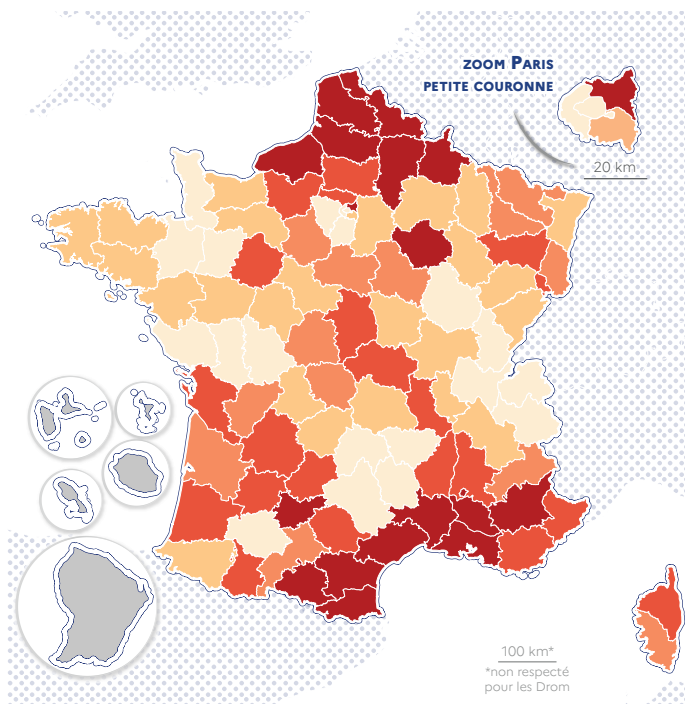 ZOOM PARIS
PETITE COURONNE
20 km
100 km*
*non respecté
pour les Drom